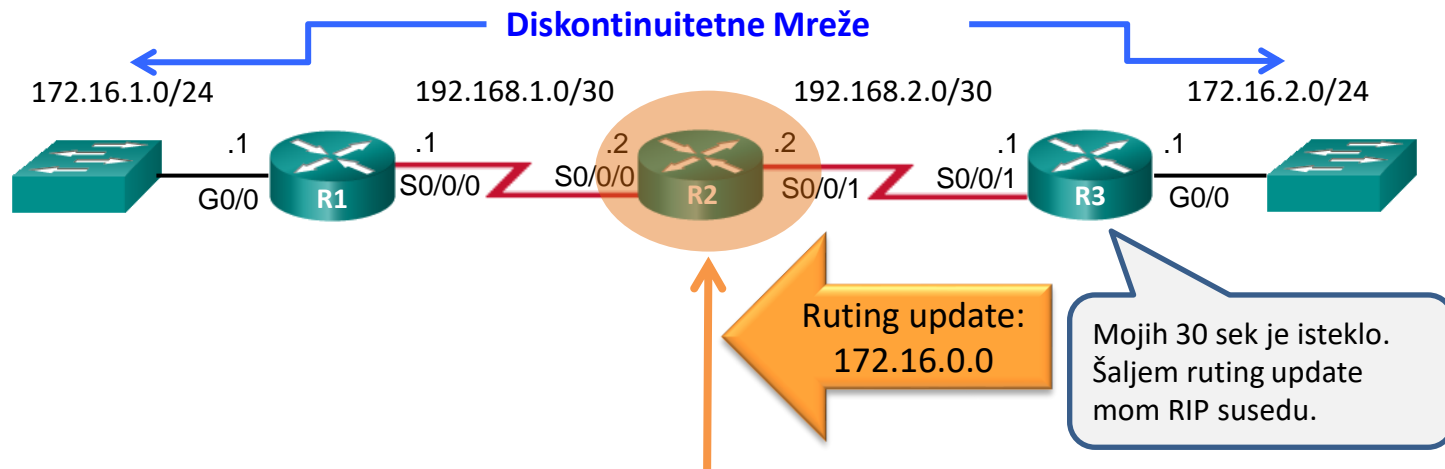 Diskontinuitetne Mreže
172.16.1.0/24
192.168.1.0/30
192.168.2.0/30
172.16.2.0/24
.1
.1
.2
.2
.1
.1
G0/0
R1
S0/0/0
S0/0/0
R2
S0/0/1
S0/0/1
R3
G0/0
Ruting update:
172.16.0.0
Mojih 30 sek je isteklo.
Šaljem ruting update
mom RIP susedu.